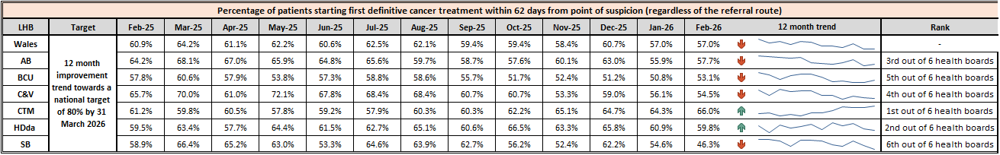 Percentage of patients starting first definitive cancer treatment within 62 days from point of suspicion (regardless of the referral route)
LHB Target Feb-25 Mar-25 Apr-25 May-25 Jun-25 Jul-25 Aug-25 Sep-25 Oct-25 Nov-25 Dec-25 Jan-26 Feb-26 12 month trend Rank
12 month
improvement
trend towards a
national target
of 80% by 31
March 2026
Wales 60.9% 64.2% 61.1% 62.2% 60.6% 62.5% 62.1% 59.4% 59.4% 58.4% 60.7% 57.0% 57.0% -
AB 64.2% 68.1% 67.0% 65.9% 64.8% 65.6% 59.7% 58.7% 57.6% 60.1% 63.0% 55.9% 57.7% 3rd out of 6 health boards
BCU 57.8% 60.6% 57.9% 53.8% 57.3% 58.8% 58.6% 55.7% 51.7% 52.4% 51.2% 50.8% 53.1% 5th out of 6 health boards
C&V 65.7% 70.0% 61.0% 72.1% 67.8% 68.4% 68.4% 60.7% 60.7% 53.3% 59.0% 56.1% 54.5% 4th out of 6 health boards
CTM 61.2% 59.8% 60.5% 57.8% 59.2% 57.9% 60.3% 60.3% 62.2% 65.1% 64.7% 64.3% 66.0% 1st out of 6 health boards
HDda 59.5% 63.4% 57.7% 64.4% 61.5% 62.7% 65.1% 60.6% 66.5% 63.3% 65.8% 60.9% 59.8% 2nd out of 6 health boards
SB 58.9% 66.4% 65.2% 63.0% 53.3% 64.6% 63.9% 62.7% 56.2% 52.4% 62.2% 54.6% 46.3% 6th out of 6 health boards